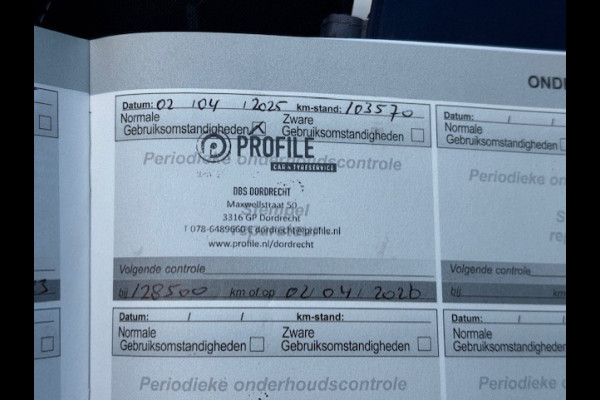 ONDE
Datum: 02 / 04 / 2025 km-stand: 103570
Normale Zware
Gebruiksomstandigheden Gebruiksomstandigheden
PROFILE
CAR & TYRESERVICE
Periodieke onderhoudscontrole
DBS DORDRECHT
Maxwellstraat 50
3316 GP Dordrecht
Stempel
T 078-6489660 E dordrecht@profile.nl
www.profile.nl/dordrecht
Volgende controle
bij 128500 km of op 02/04/2026
Datum: / / km-stand:
Normale Zware
Gebruiksomstandigheden Gebruiksomstandigheden
Periodieke onderhoudscontrole
Datum: / /
Normale
Gebruiksomstandigheden
Periodieke
Volgende controle
bij km
Datum: / /
Normale
Gebruiksomstandigheden
Periodieke